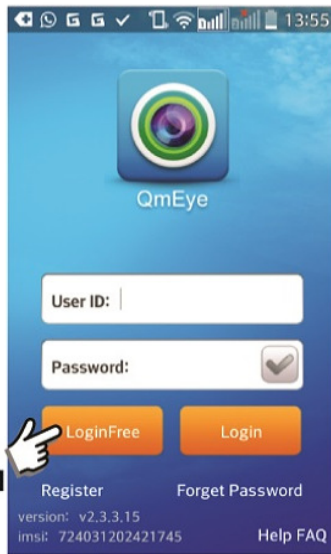 13:55
QmEye
User ID:
Password:
LoginFree Login
Register Forget Password
version: v2.3.3.15
imsi: 724031202421745 Help FAQ